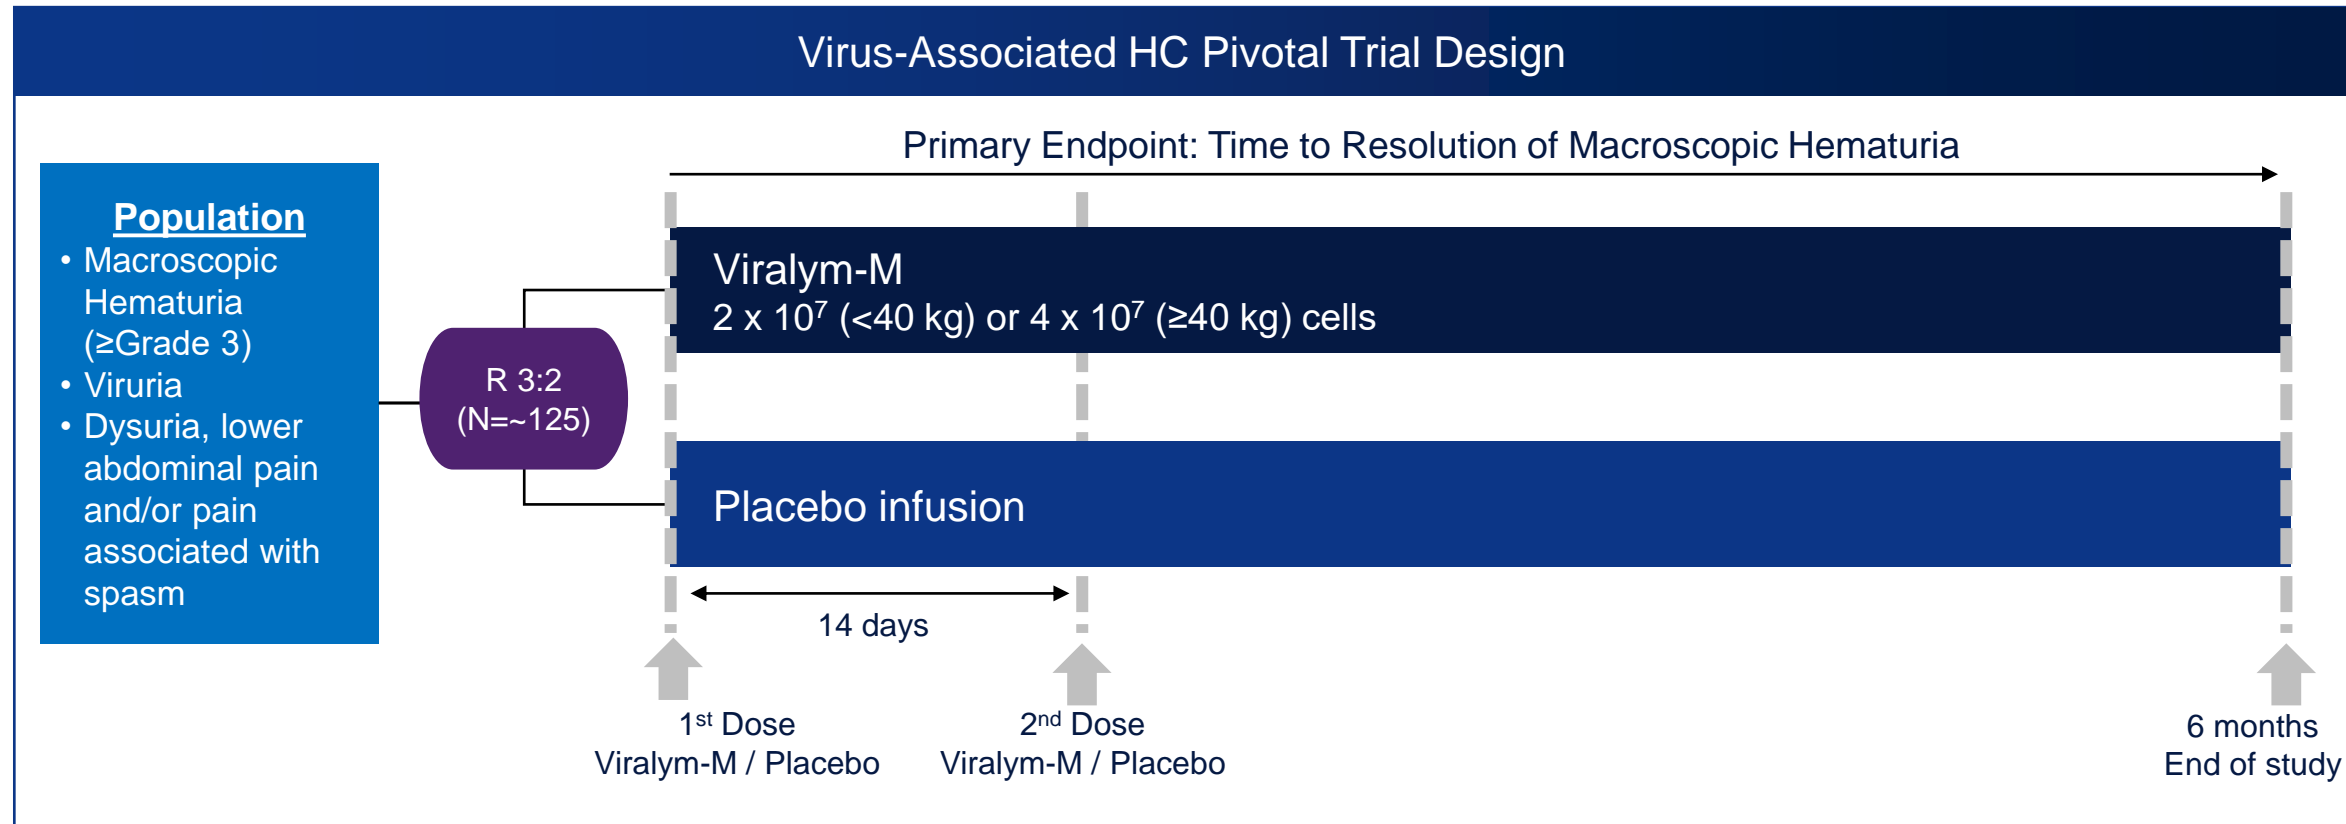 Virus-Associated HC Pivotal Trial Design
Primary Endpoint: Time to Resolution of Macroscopic Hematuria
Population
• Macroscopic
Hematuria
(≥Grade 3)
• Viruria
• Dysuria, lower
abdominal pain
and/or pain
associated with
spasm
R 3:2
(N=~125)
Viralym-M
2 x 10⁷ (<40 kg) or 4 x 10⁷ (≥40 kg) cells
Placebo infusion
14 days
1st Dose
Viralym-M / Placebo
2nd Dose
Viralym-M / Placebo
6 months
End of study